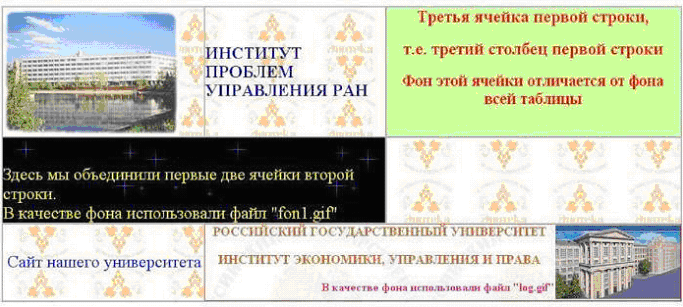 ИНСТИТУТ
ПРОБЛЕМ
УПРАВЛЕНИЯ РАН
Третья ячейка первой строки,
т.е. третий столбец первой строки
Фон этой ячейки отличается от фона
всей таблицы
Здесь мы объединили первые две ячейки второй
строки.
В качестве фона использовали файл "fon1.gif"
Сайт нашего университета
РОССИЙСКИЙ ГОСУДАРСТВЕННЫЙ УНИВЕРСИТЕТ
ИНСТИТУТ ЭКОНОМИКИ, УПРАВЛЕНИЯ И ПРАВА
В качестве фона использовали файл "log.gif"